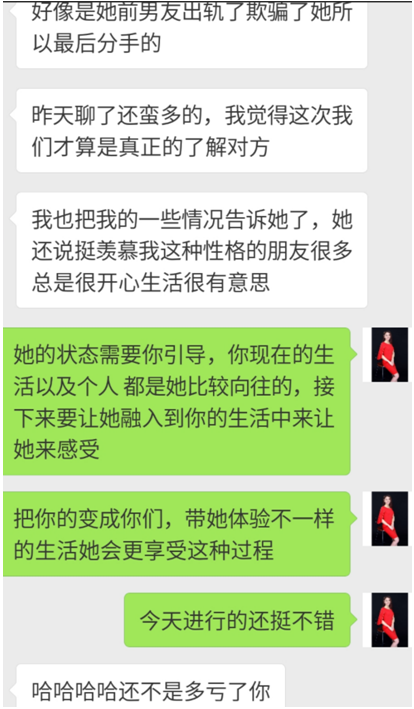 好像是她前男友出轨了欺骗了她所
以最后分手的
昨天聊了还蛮多的，我觉得这次我
们才算是真正的了解对方
我也把我的一些情况告诉她了，她
还说挺羡慕我这种性格的朋友很多
总是很开心生活很有意思
她的状态需要你引导，你现在的生
活以及个人 都是她比较向往的，接
下来要让她融入到你的生活中来让
她来感受
把你的变成你们，带她体验不一样
的生活她会更享受这种过程
今天进行的还挺不错
哈哈哈哈还不是多亏了你